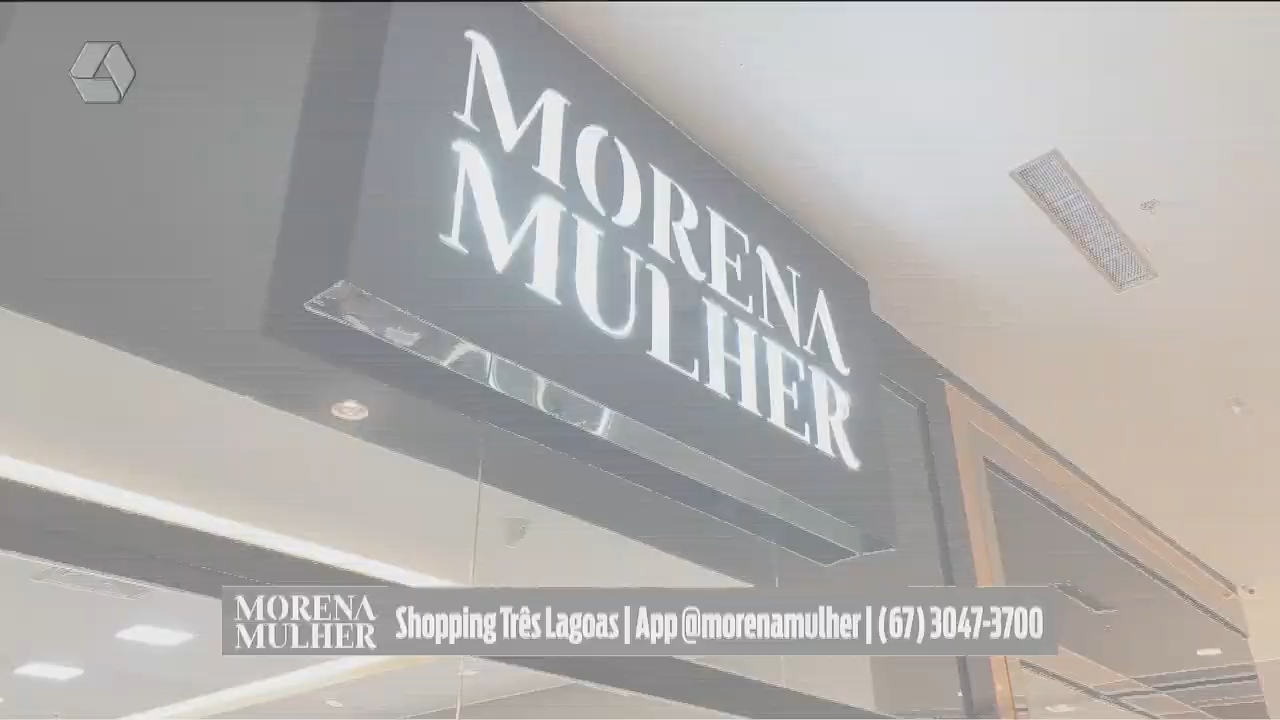 MORENA
MULHER
MORENA
MULHER
Shopping Três Lagoas | App @morenamulher | (67) 3047-3700